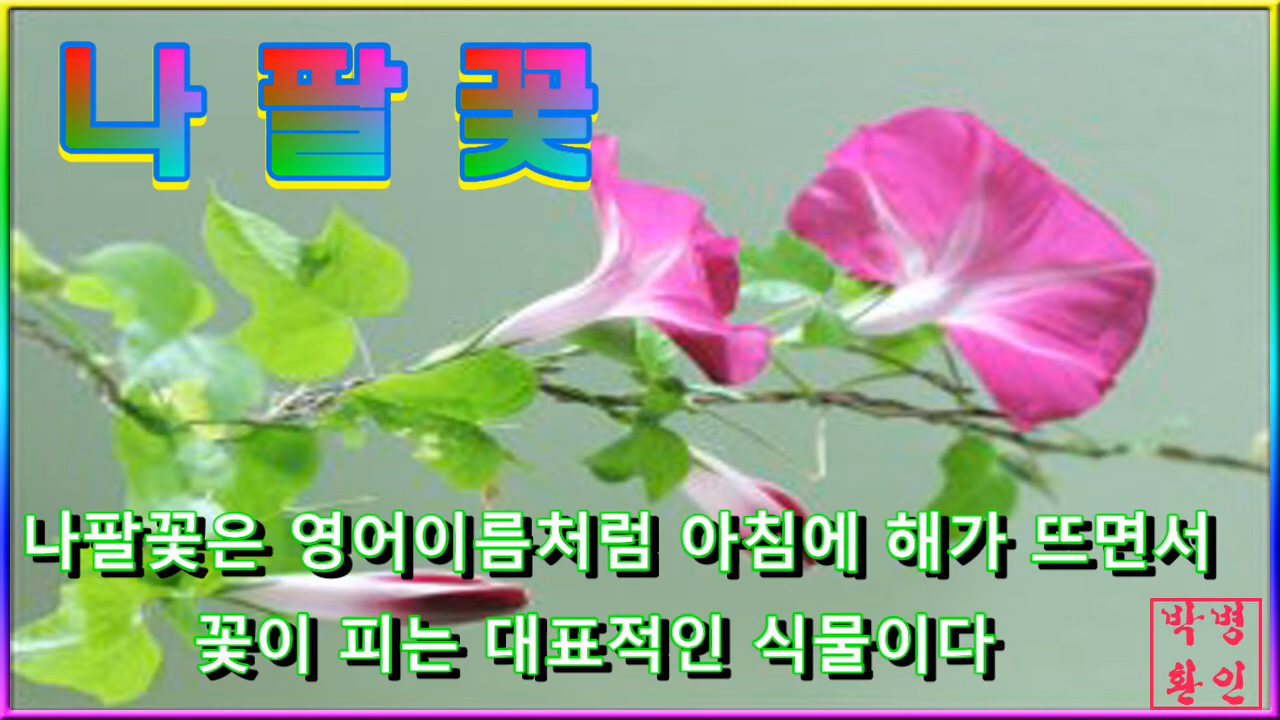 나팔꽃
나팔꽃은 영어이름처럼 아침에 해가 뜨면서
꽃이 피는 대표적인 식물이다
박병
환인